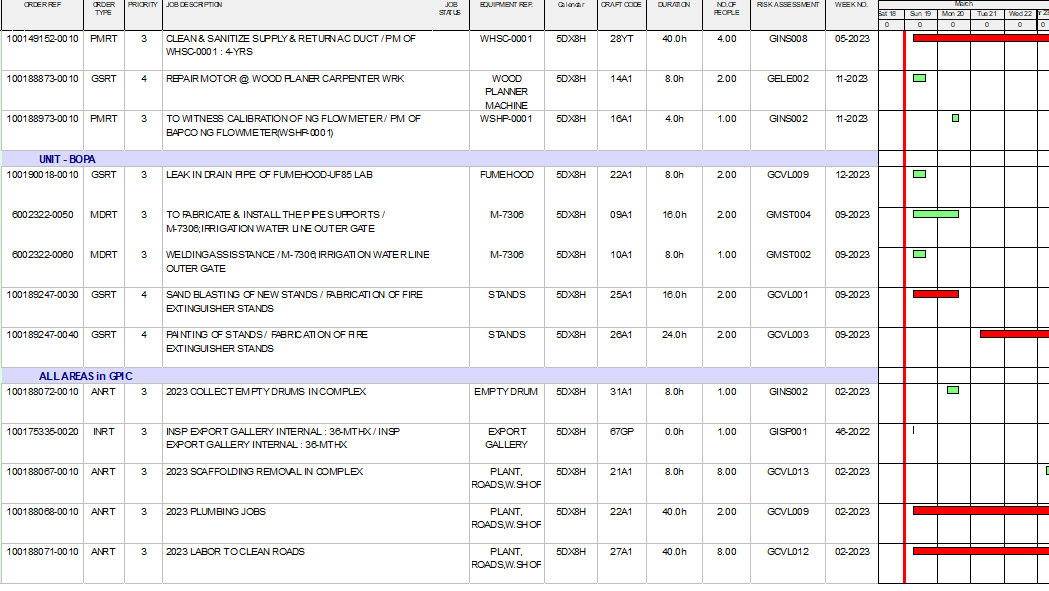 ORDER REF ORDER TYPE PRIORITY JOB DESCRIPTION JOB STATUS EQUIPMENT REF. Calendar CRAFT CODE DURATION NO.OF PEOPLE RISK ASSESSMENT WEEK NO. March
Sat 18 Sun 19 Mon 20 Tue 21 Wed 22
0 0 0 0 0 0
100149152-0010 PMRT 3 CLEAN & SANITIZE SUPPLY & RETURN AC DUCT / PM OF WHSC-0001 5DX8H 28YT 40.0h 4.00 GINS008 05-2023
WHSC-0001 : 4-YRS
100188873-0010 GSRT 4 REPAIR MOTOR @ WOOD PLANER CARPENTER WRK WOOD 5DX8H 14A1 8.0h 2.00 GELE002 11-2023
PLANNER
MACHINE
100188973-0010 PMRT 3 TO WITNESS CALIBRATION OF NG FLOW METER / PM OF WSHP-0001 5DX8H 16A1 4.0h 1.00 GINS002 11-2023
BAPCO NG FLOWMETER(WSHP-0001)
UNIT - BOPA
100190018-0010 GSRT 3 LEAK IN DRAIN PIPE OF FUMEHOOD-UF85 LAB FUMEHOOD 5DX8H 22A1 8.0h 2.00 GCVL009 12-2023
6002322-0050 MDRT 3 TO FABRICATE & INSTALL THE PIPE SUPPORTS / M-7306 5DX8H 09A1 16.0h 2.00 GMST004 09-2023
M-7306;IRRIGATION WATER LINE OUTER GATE
6002322-0060 MDRT 3 WELDING ASSISSTANCE / M-7306;IRRIGATION WATER LINE M-7306 5DX8H 10A1 8.0h 1.00 GMST002 09-2023
OUTER GATE
100189247-0030 GSRT 4 SAND BLASTING OF NEW STANDS / FABRICATION OF FIRE STANDS 5DX8H 25A1 16.0h 2.00 GCVL001 09-2023
EXTINGUISHER STANDS
100189247-0040 GSRT 4 PAINTING OF STANDS / FABRICATION OF FIRE STANDS 5DX8H 26A1 24.0h 2.00 GCVL003 09-2023
EXTINGUISHER STANDS
ALL AREAS in GPIC
100188072-0010 ANRT 3 2023 COLLECT EMPTY DRUMS IN COMPLEX EMPTY DRUM 5DX8H 31A1 8.0h 1.00 GINS002 02-2023
100175335-0020 INRT 3 INSP EXPORT GALLERY INTERNAL : 36-MTHX / INSP EXPORT 5DX8H 67GP 0.0h 1.00 GISP001 46-2022
EXPORT GALLERY INTERNAL : 36-MTHX GALLERY
100188067-0010 ANRT 3 2023 SCAFFOLDING REMOVAL IN COMPLEX PLANT, 5DX8H 21A1 8.0h 8.00 GCVL013 02-2023
ROADS,W.SHOF
100188068-0010 ANRT 3 2023 PLUMBING JOBS PLANT, 5DX8H 22A1 40.0h 2.00 GCVL009 02-2023
ROADS,W.SHOF
100188071-0010 ANRT 3 2023 LABOR TO CLEAN ROADS PLANT, 5DX8H 27A1 40.0h 8.00 GCVL012 02-2023
ROADS,W.SHOF